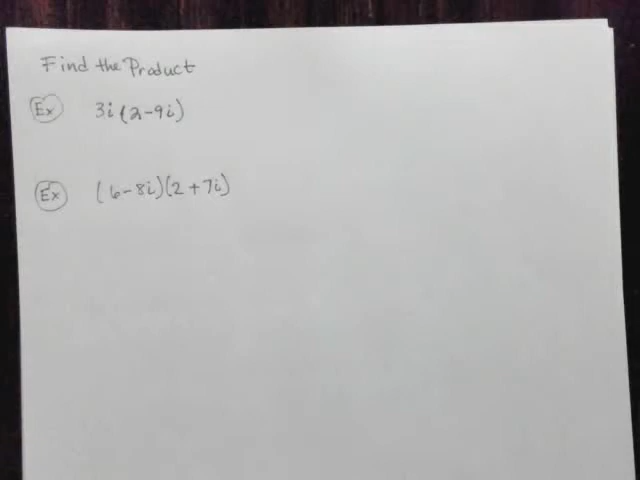 Find the Product
Ex 3i(2-9i)
Ex (6-8i)(2+7i)